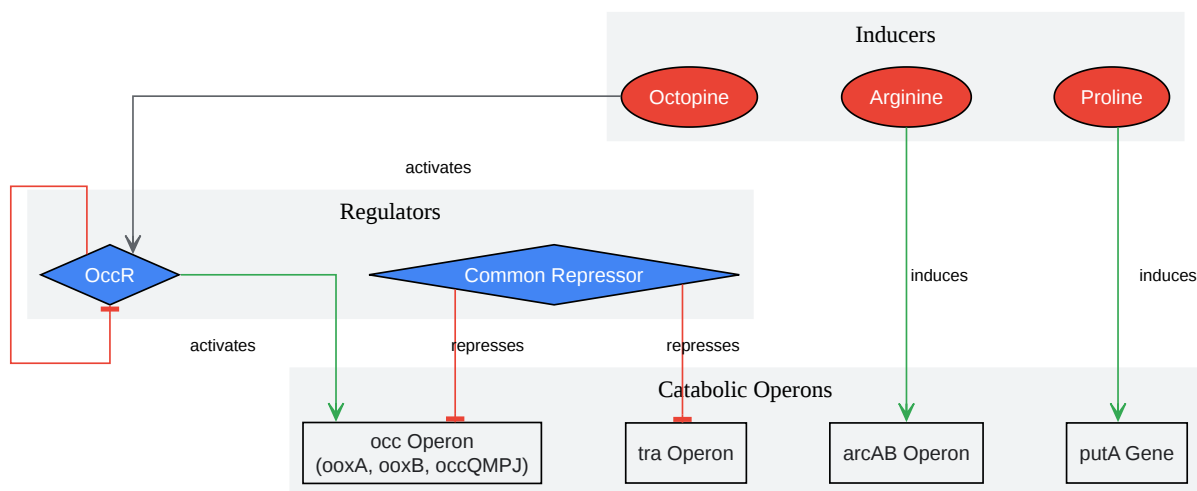 Inducers
Octopine
Arginine
Proline
activates
Regulators
OccR
Common Repressor
induces
induces
activates
represses
represses
Catabolic Operons
occ Operon
(ooxA, ooxB, occQMPJ)
tra Operon
arcAB Operon
putA Gene